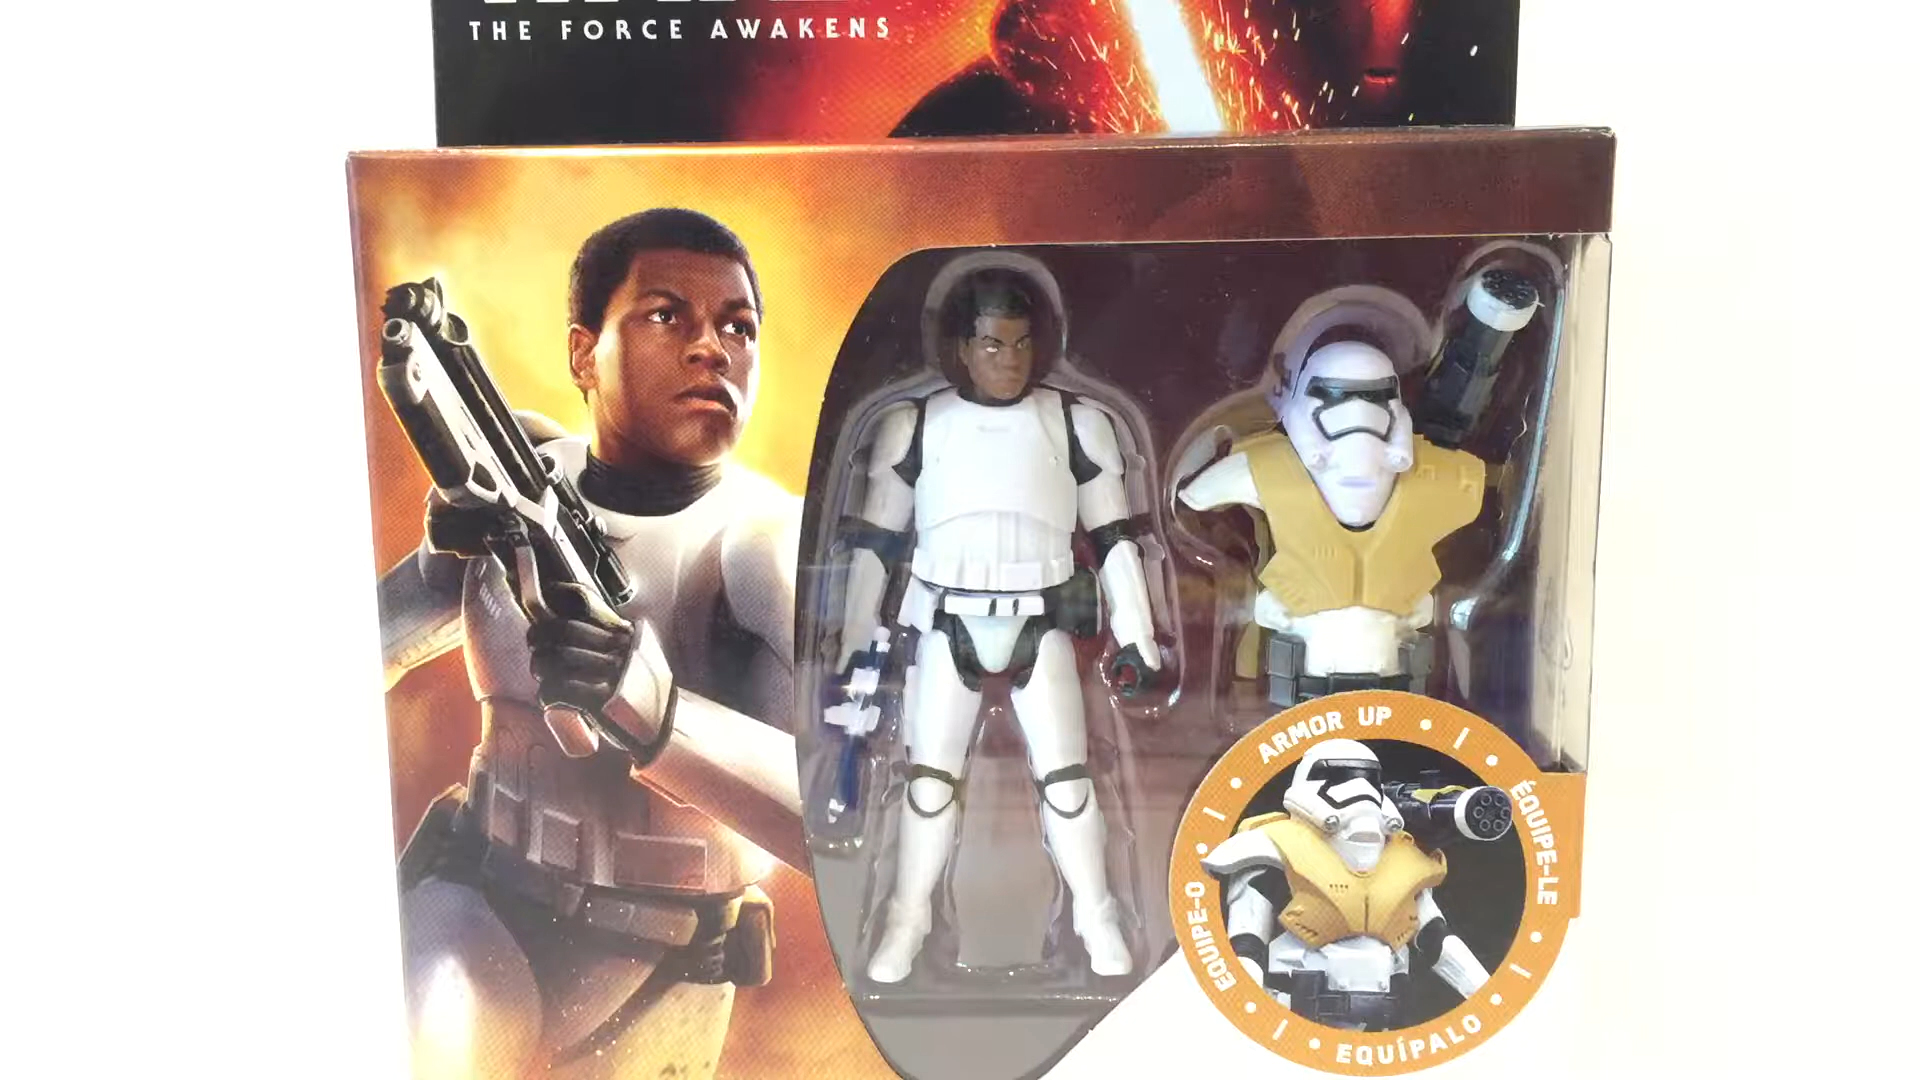 THE FORCE AWAKENS
ARMOR UP
ÉQUIPE-LE
EQUÍPALO
EQUIPE-O